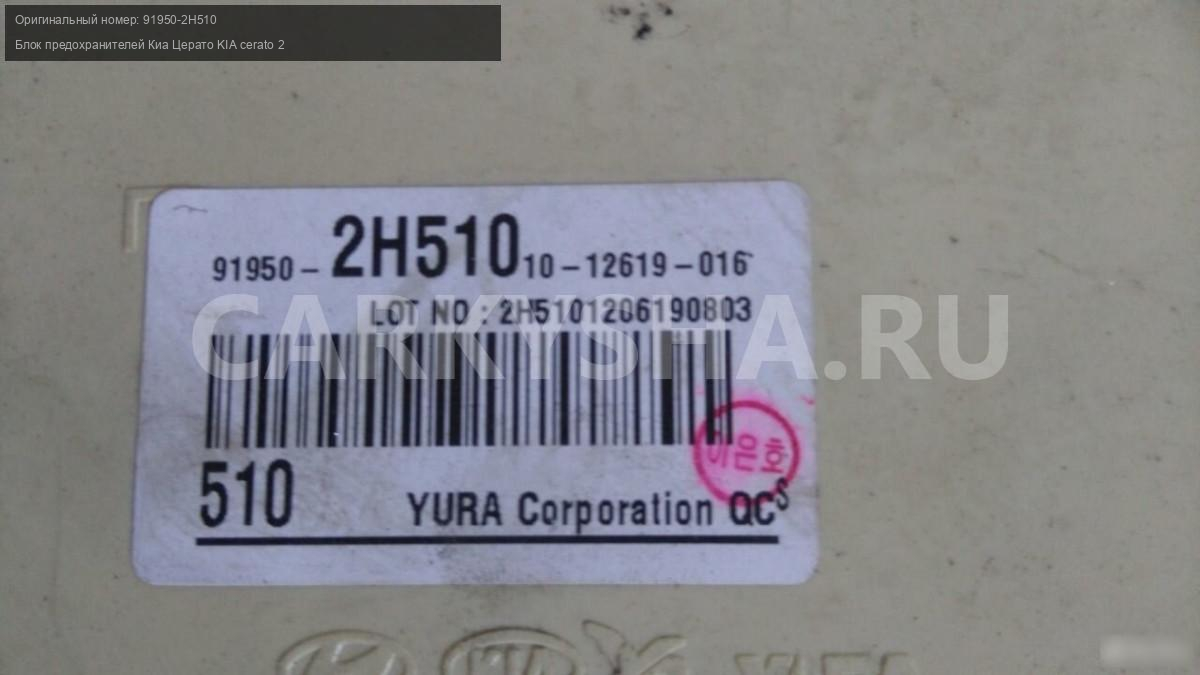 Оригинальный номер: 91950-2H510
Блок предохранителей Киа Церато KIA cerato 2
91950-2H510 10-12619-016
LOT NO : 2H5101206190803
CARKYSHA.RU
510
YURA Corporation QC
KIA